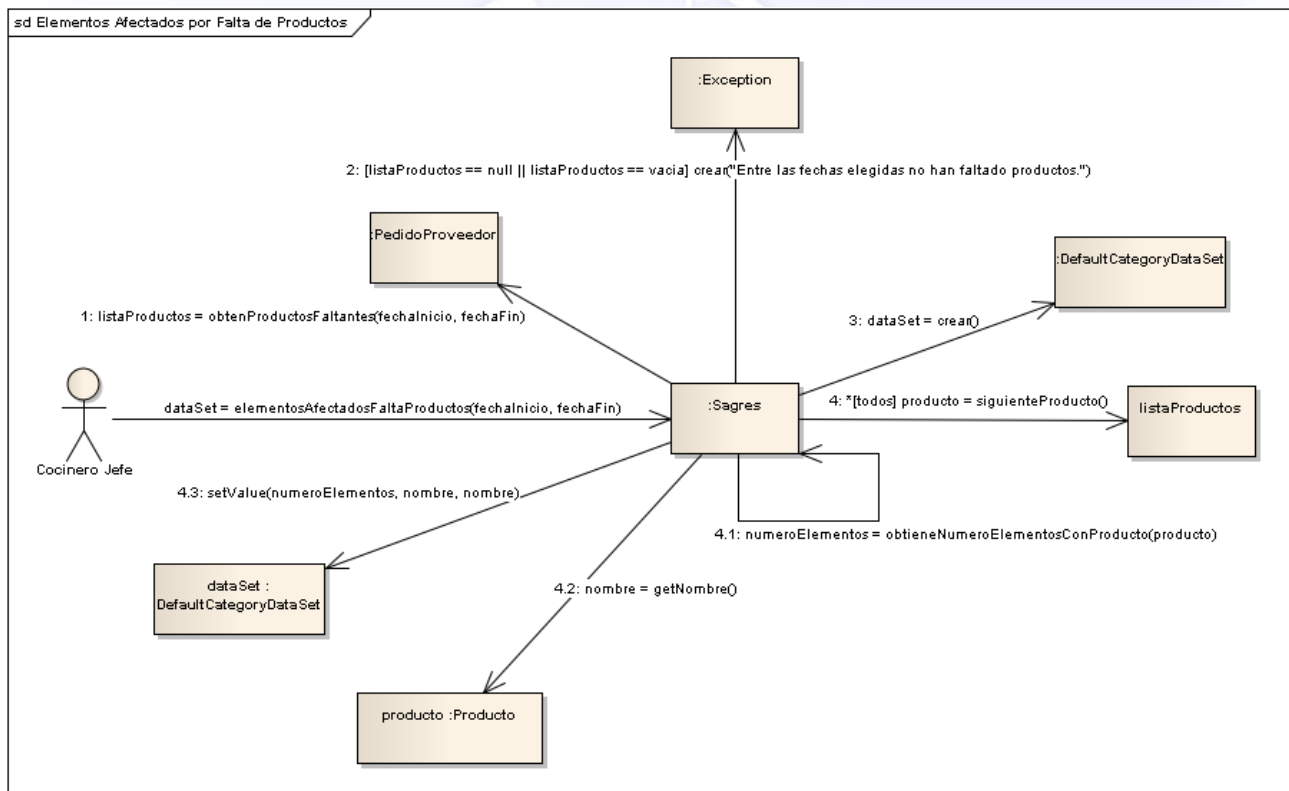 sd Elementos Afectados por Falta de Productos
:Exception
2: [listaProductos == null || listaProductos == vacia] crear("Entre las fechas elegidas no han faltado productos.")
:PedidoProveedor
:DefaultCategoryDataSet
1: listaProductos = obtenProductosFaltantes(fechaInicio, fechaFin)
3: dataSet = crear()
dataSet = elementosAfectadosFaltaProductos(fechaInicio, fechaFin)
:Sagres
4: *[todos] producto = siguienteProducto()
listaProductos
Cocinero Jefe
4.3: setValue(numeroElementos, nombre, nombre)
4.1: numeroElementos = obtieneNumeroElementosConProducto(producto)
dataSet :
DefaultCategoryDataSet
4.2: nombre = getNombre()
producto :Producto